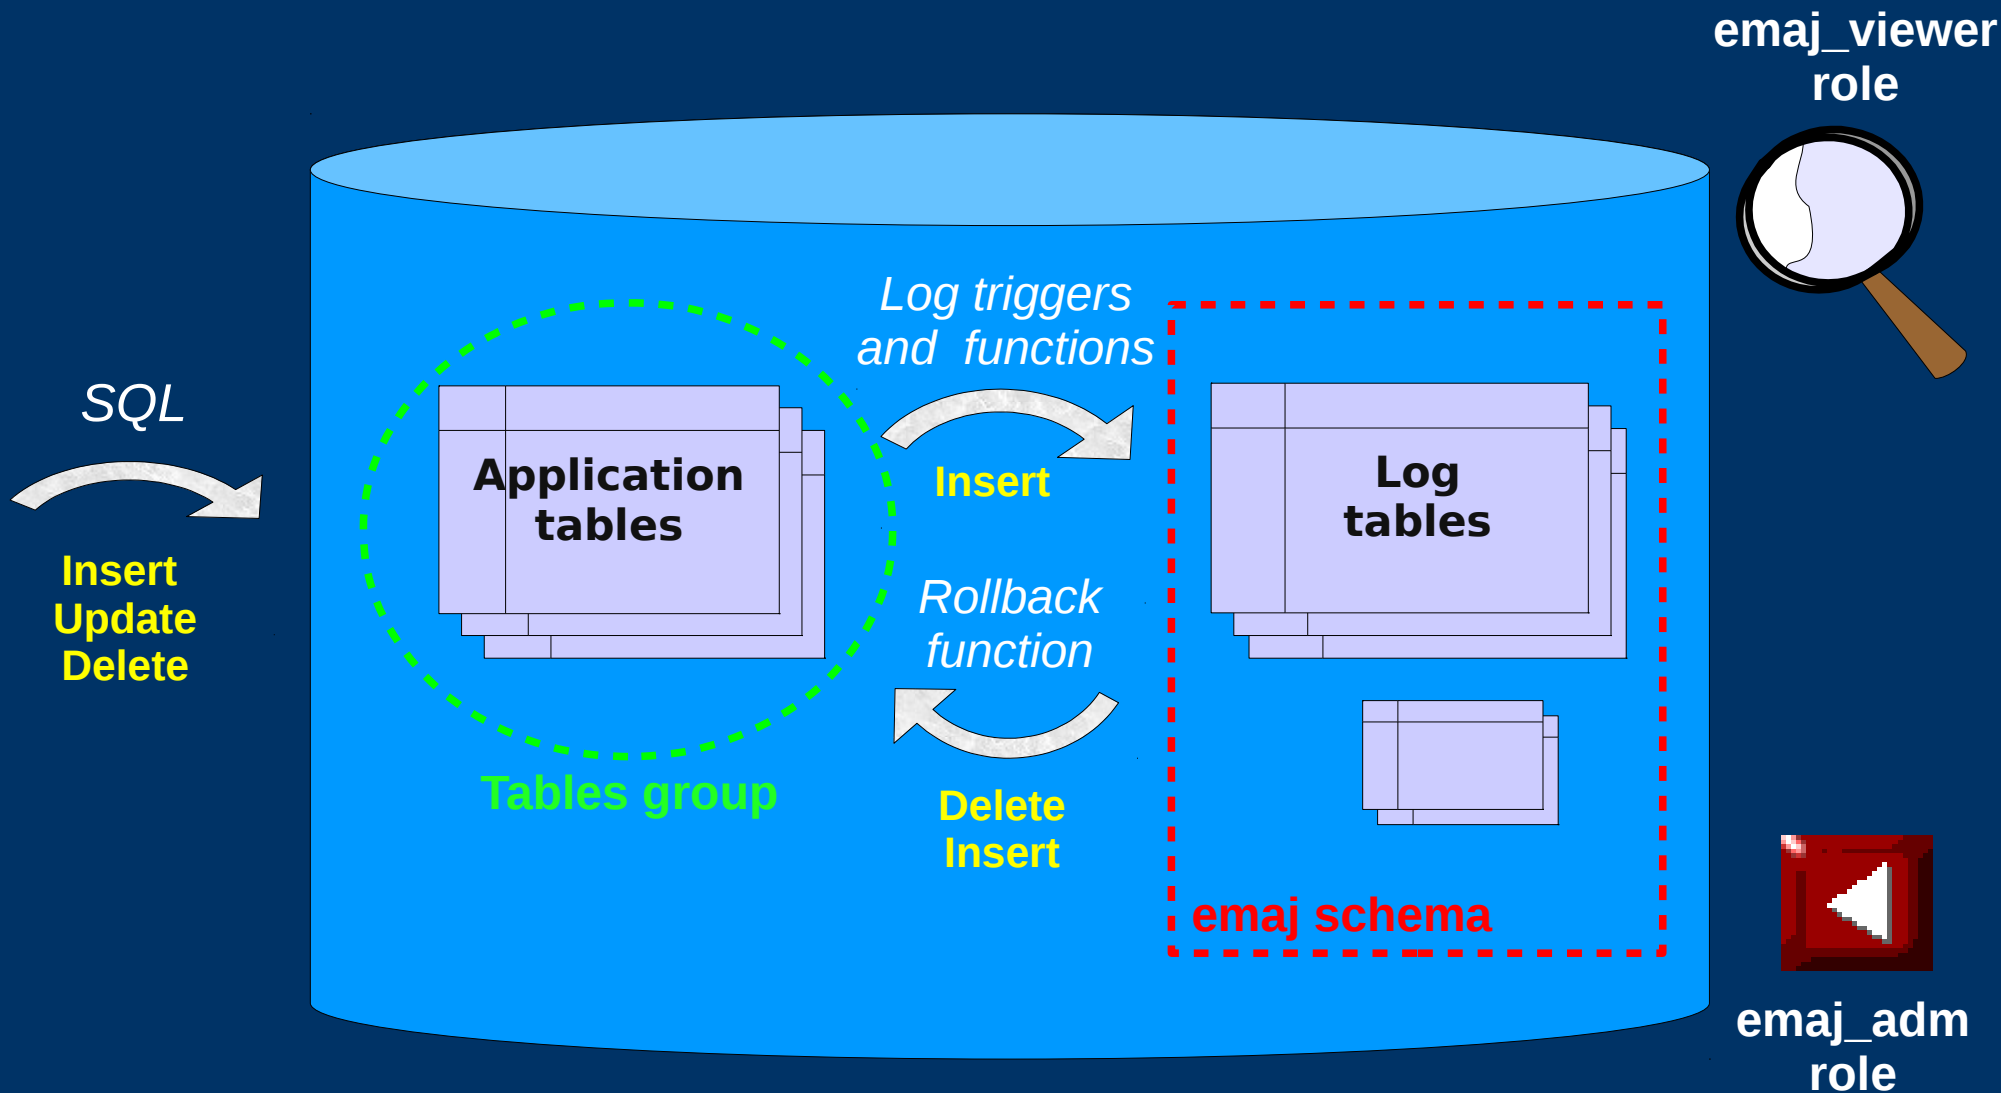 emaj_viewer
role
Log triggers
and functions
SQL
Application
tables
Insert
Log
tables
Insert
Update
Delete
Rollback
function
Tables group
Delete
Insert
emaj schema
emaj_adm
role